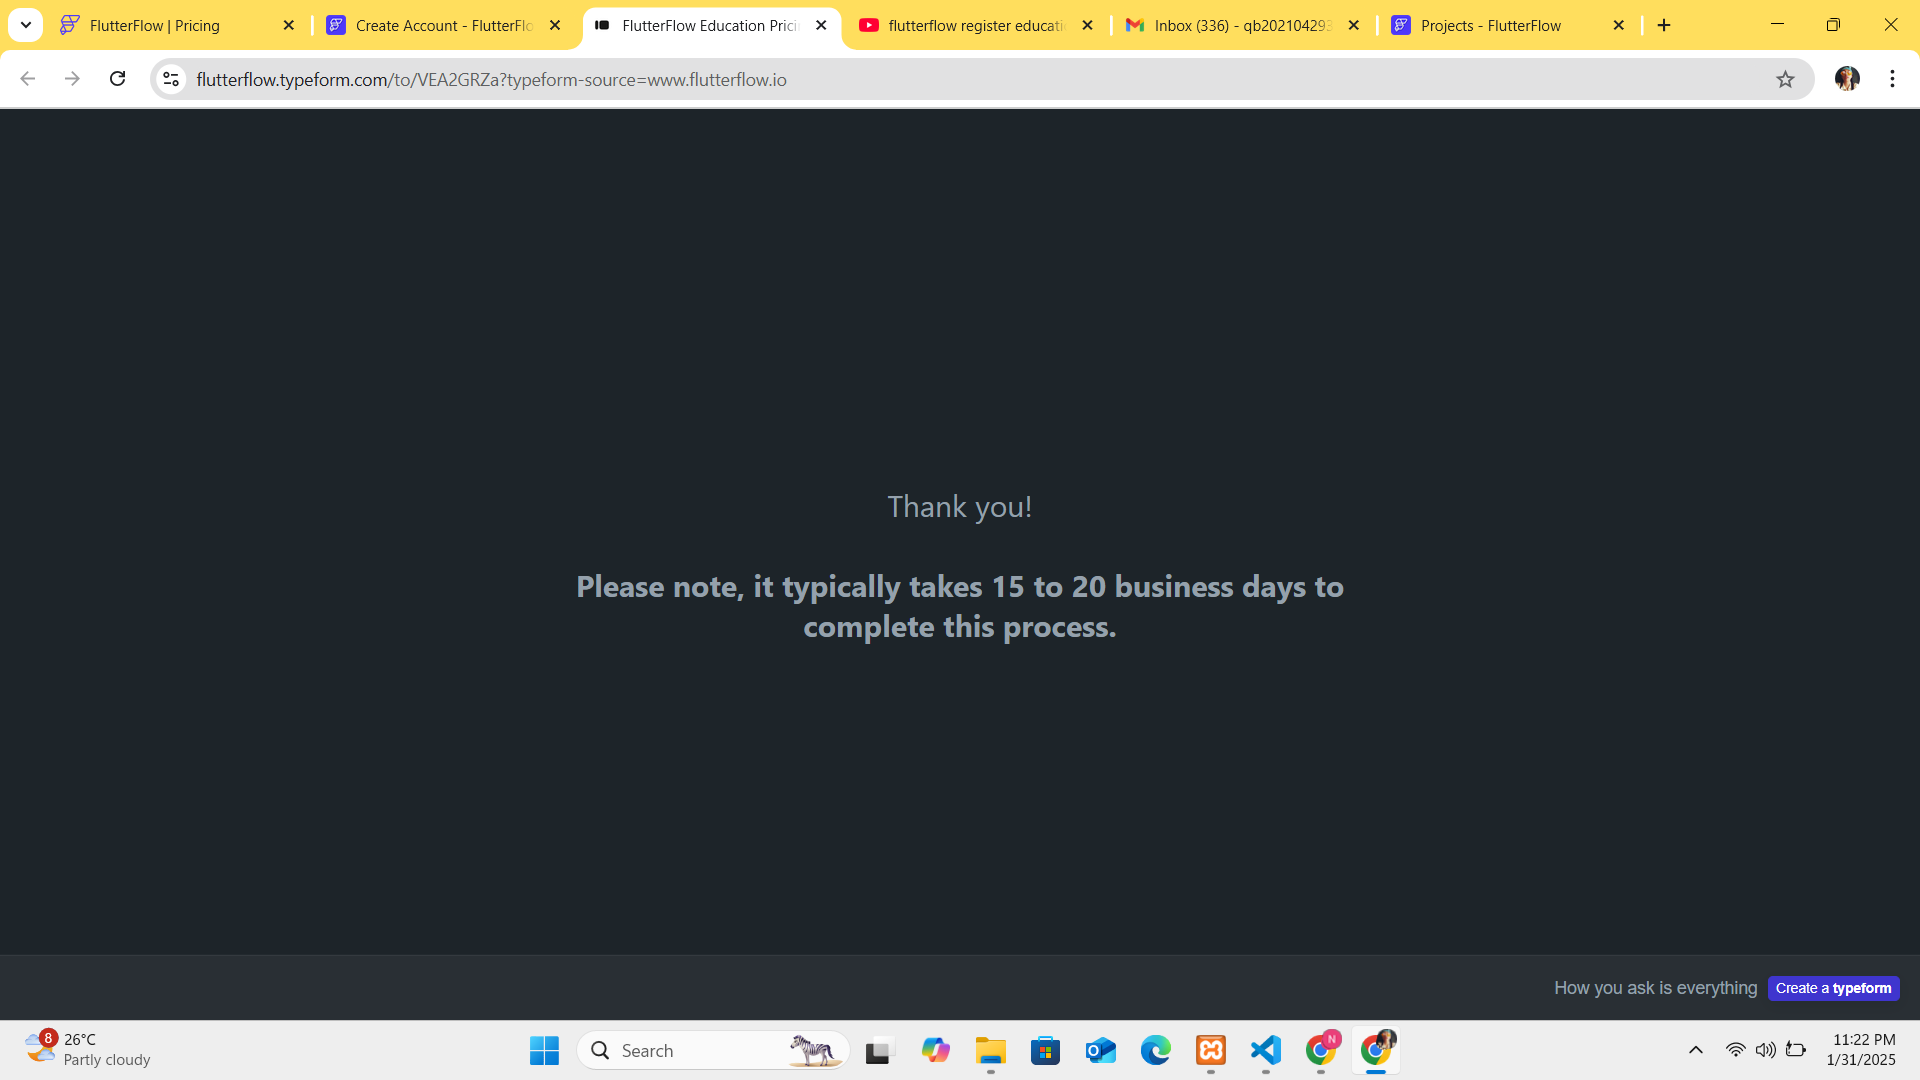 FlutterFlow | Pricing
Create Account - FlutterFlo
FlutterFlow Education Prici
flutterflow register educati
Inbox (336) - qb202104293
Projects - FlutterFlow
flutterflow.typeform.com/to/VEA2GRZa?typeform-source=www.flutterflow.io
Thank you!
Please note, it typically takes 15 to 20 business days to
complete this process.
How you ask is everything
Create a typeform
8
26°C
Partly cloudy
Search
N
11:22 PM
1/31/2025